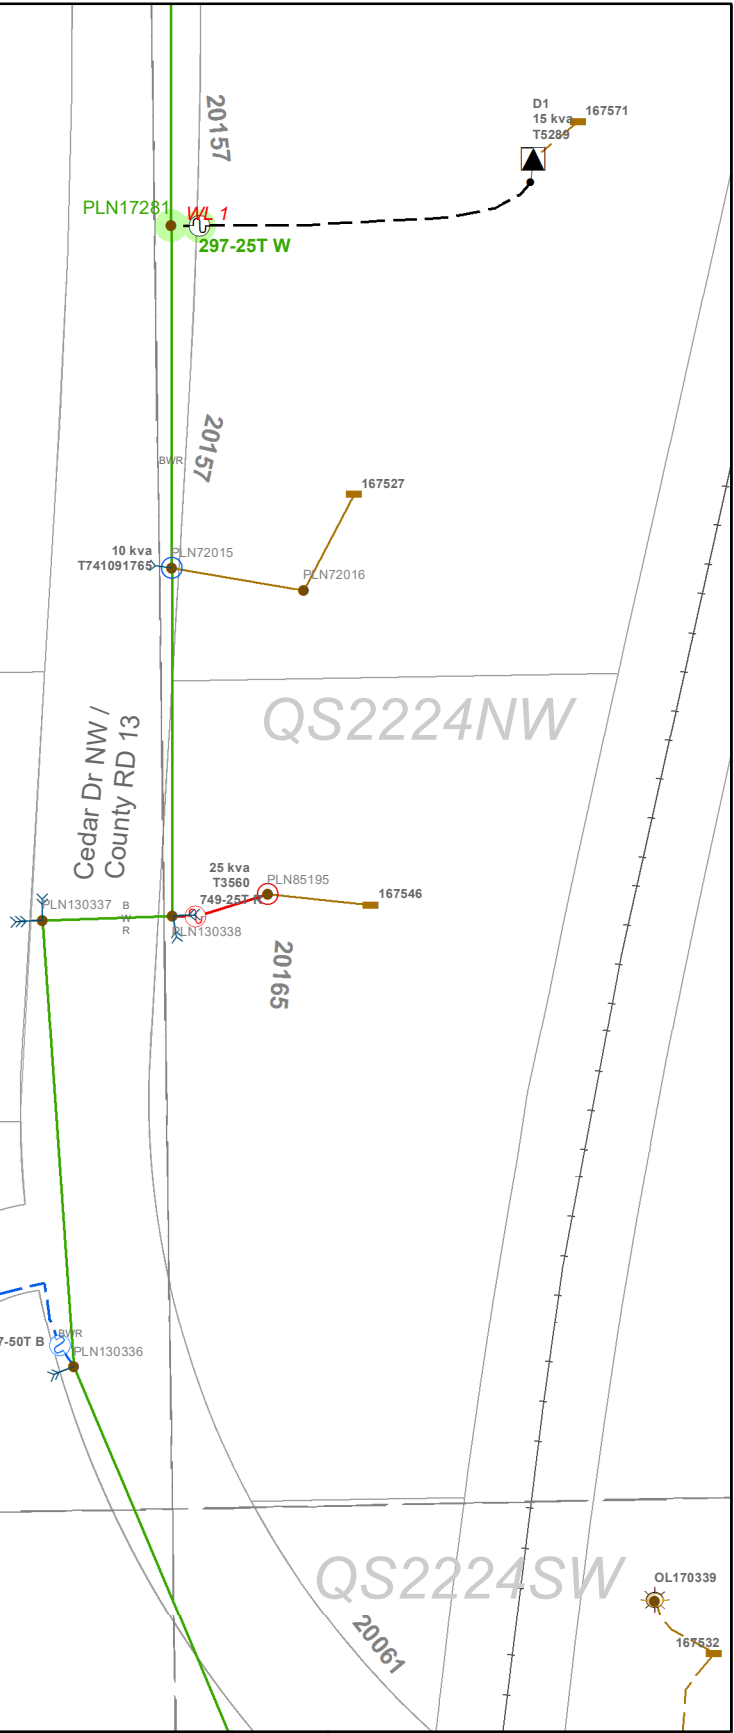 20157
D1
15 kva
T5289
167571
PLN17281
WL 1
297-25T W
20157
BWR
167527
10 kva
T741091765
PLN72015
PLN72016
QS2224NW
Cedar Dr NW /
County RD 13
25 kva
T3560
749-25T R
PLN85195
167546
PLN130337
B
W
R
PLN130338
20165
BWR
7-50T B
PLN130336
QS2224SW
OL170339
167532
20061